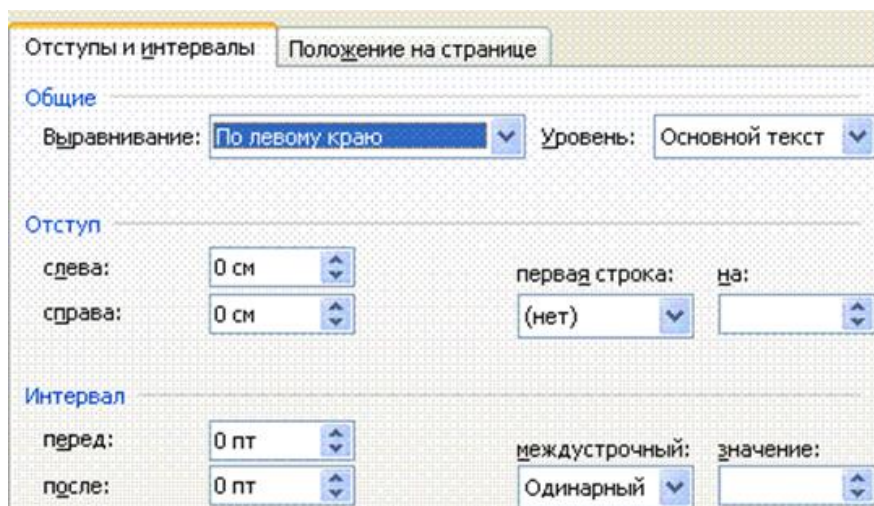 Отступы и интервалы Положение на странице
Общие
Выравнивание: По левому краю Уровень: Основной текст
Отступ
слева: 0 см первая строка: на:
справа: 0 см (нет)
Интервал
перед: 0 пт междустрочный: значение:
после: 0 пт Одинарный